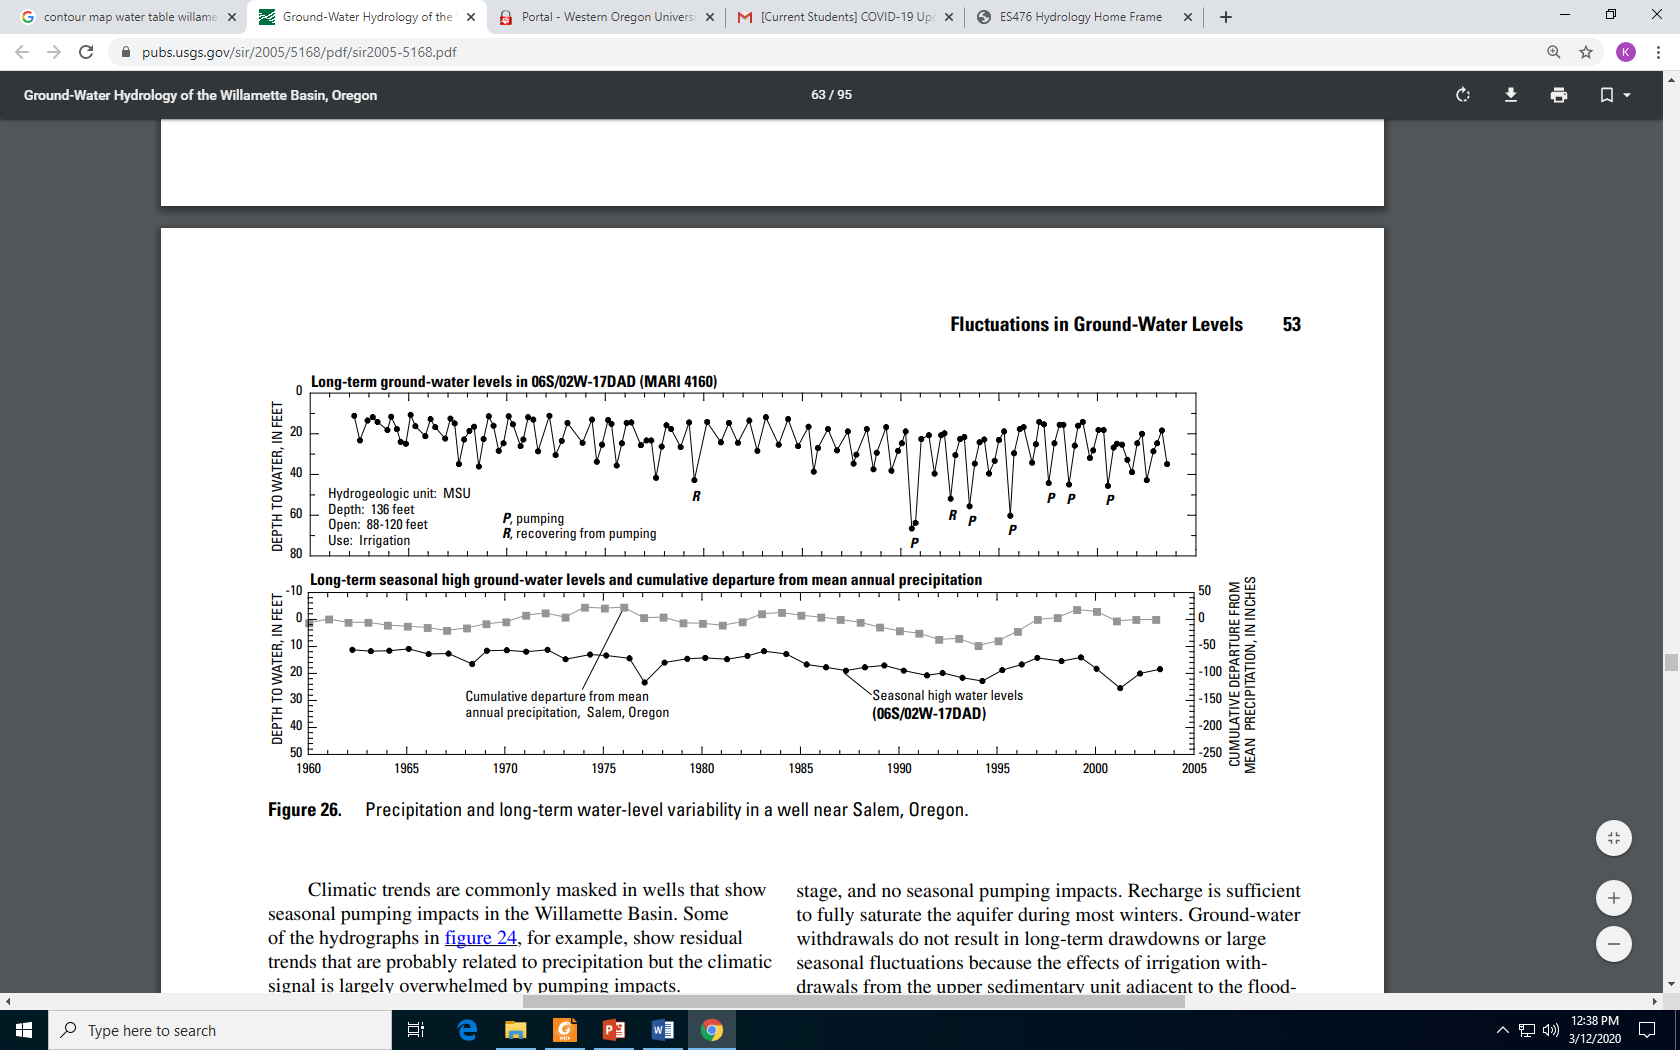 contour map water table willame
Ground-Water Hydrology of the
Portal - Western Oregon Universi
[Current Students] COVID-19 Up
ES476 Hydrology Home Frame
pubs.usgs.gov/sir/2005/5168/pdf/sir2005-5168.pdf
K
Ground-Water Hydrology of the Willamette Basin, Oregon
63 / 95
Fluctuations in Ground-Water Levels 53
Long-term ground-water levels in 06S/02W-17DAD (MARI 4160)
DEPTH TO WATER, IN FEET
0
20
40
60
80
Hydrogeologic unit: MSU
Depth: 136 feet
Open: 88-120 feet
Use: Irrigation
P, pumping
R, recovering from pumping
R
P
R
P
P
P
P
P
Long-term seasonal high ground-water levels and cumulative departure from mean annual precipitation
DEPTH TO WATER, IN FEET
-10
0
10
20
30
40
50
50
0
-50
-100
-150
-200
-250
CUMULATIVE DEPARTURE FROM
MEAN PRECIPITATION, IN INCHES
Cumulative departure from mean
annual precipitation, Salem, Oregon
Seasonal high water levels
(06S/02W-17DAD)
1960 1965 1970 1975 1980 1985 1990 1995 2000 2005
Figure 26. Precipitation and long-term water-level variability in a well near Salem, Oregon.
Climatic trends are commonly masked in wells that show
seasonal pumping impacts in the Willamette Basin. Some
of the hydrographs in figure 24, for example, show residual
trends that are probably related to precipitation but the climatic
signal is largely overwhelmed by pumping impacts.
stage, and no seasonal pumping impacts. Recharge is sufficient
to fully saturate the aquifer during most winters. Ground-water
withdrawals do not result in long-term drawdowns or large
seasonal fluctuations because the effects of irrigation with-
drawals from the upper sedimentary unit adjacent to the flood-
Type here to search
12:38 PM
3/12/2020